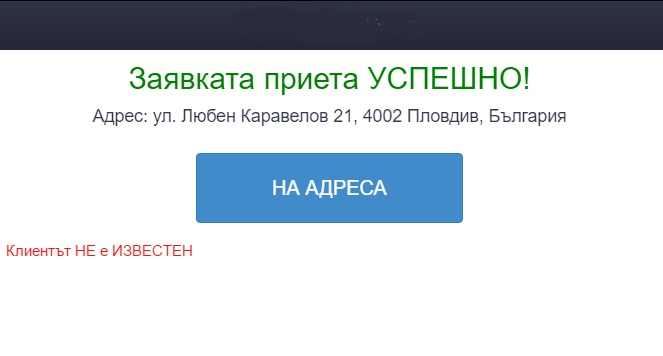 Заявката приета УСПЕШНО!
Адрес: ул. Любен Каравелов 21, 4002 Пловдив, България
НА АДРЕСА
Клиентът НЕ е ИЗВЕСТЕН